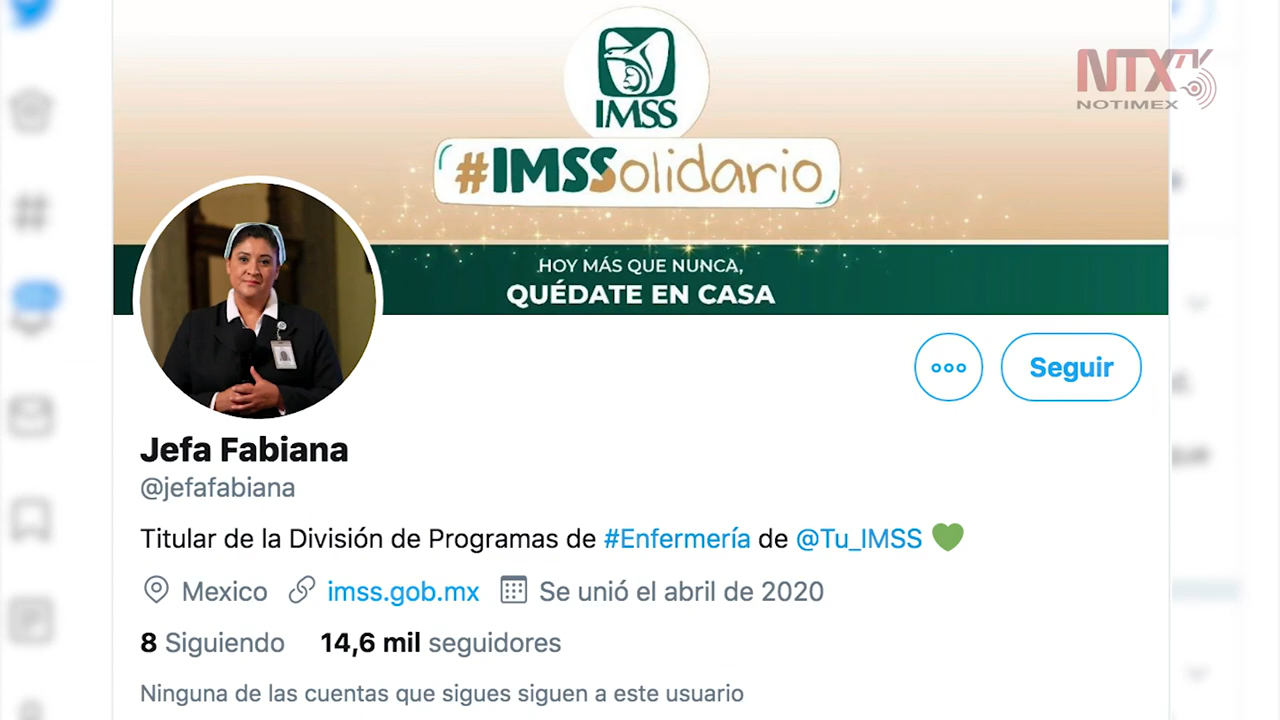 NTXTV
NOTIMEX
IMSS
#IMSSolidario
HOY MÁS QUE NUNCA,
QUÉDATE EN CASA
Seguir
Jefa Fabiana
@jefafabiana
Titular de la División de Programas de #Enfermería de @Tu_IMSS 💚
Mexico imss.gob.mx Se unió el abril de 2020
8 Siguiendo 14,6 mil seguidores
Ninguna de las cuentas que sigues siguen a este usuario